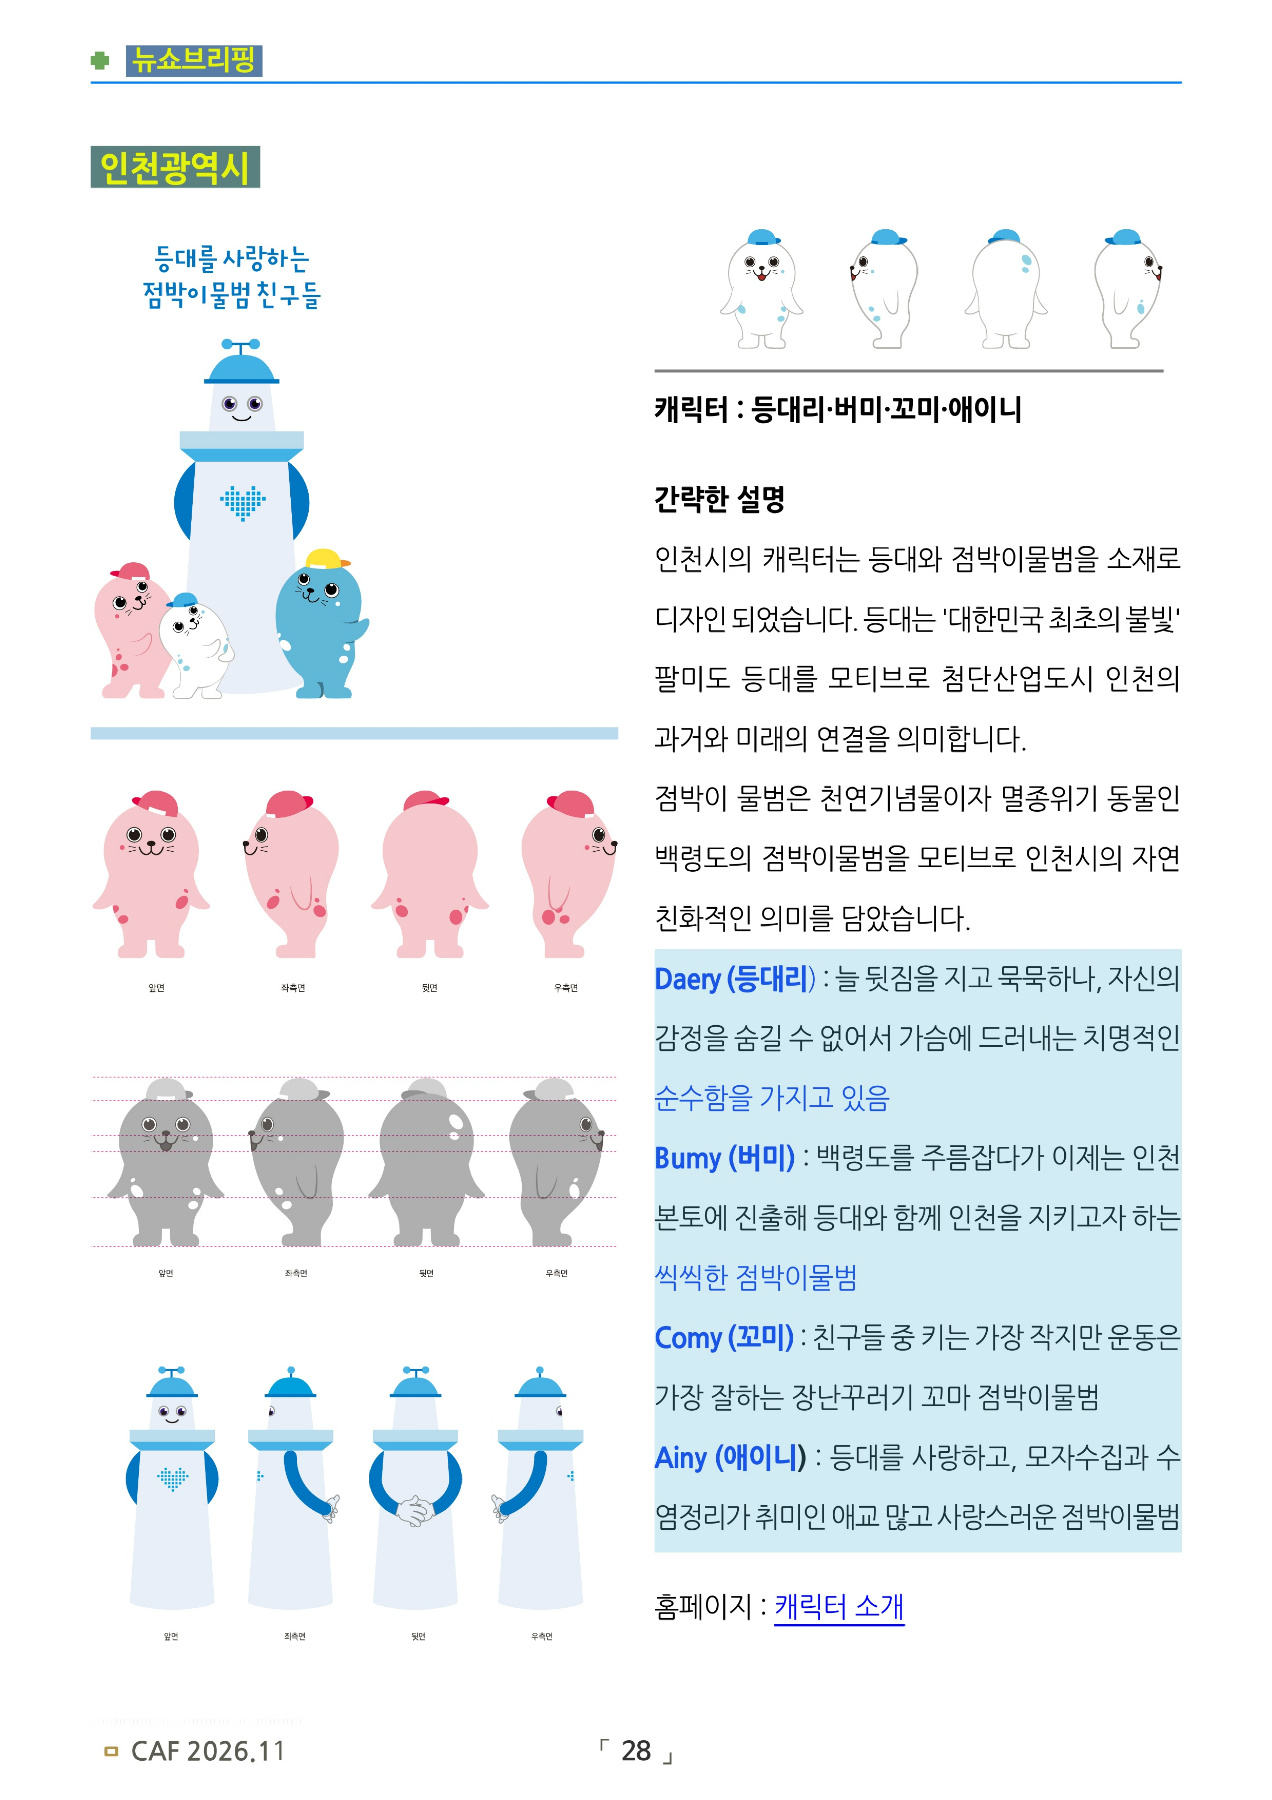 뉴쇼브리핑
인천광역시
등대를 사랑하는
점박이물범 친구들
앞면 좌측면 뒷면 우측면
앞면 좌측면 뒷면 우측면
앞면 좌측면 뒷면 우측면
캐릭터 : 등대리·버미·꼬미·애이니
간략한 설명
인천시의 캐릭터는 등대와 점박이물범을 소재로
디자인 되었습니다. 등대는 '대한민국 최초의 불빛'
팔미도 등대를 모티브로 첨단산업도시 인천의
과거와 미래의 연결을 의미합니다.
점박이 물범은 천연기념물이자 멸종위기 동물인
백령도의 점박이물범을 모티브로 인천시의 자연
친화적인 의미를 담았습니다.
Daery (등대리) : 늘 뒷짐을 지고 묵묵하나, 자신의
감정을 숨길 수 없어서 가슴에 드러내는 치명적인
순수함을 가지고 있음
Bumy (버미) : 백령도를 주름잡다가 이제는 인천
본토에 진출해 등대와 함께 인천을 지키고자 하는
씩씩한 점박이물범
Comy (꼬미) : 친구들 중 키는 가장 작지만 운동은
가장 잘하는 장난꾸러기 꼬마 점박이물범
Ainy (애이니) : 등대를 사랑하고, 모자수집과 수
염정리가 취미인 애교 많고 사랑스러운 점박이물범
홈페이지 : 캐릭터 소개
CAF 2026.11
「 28 」